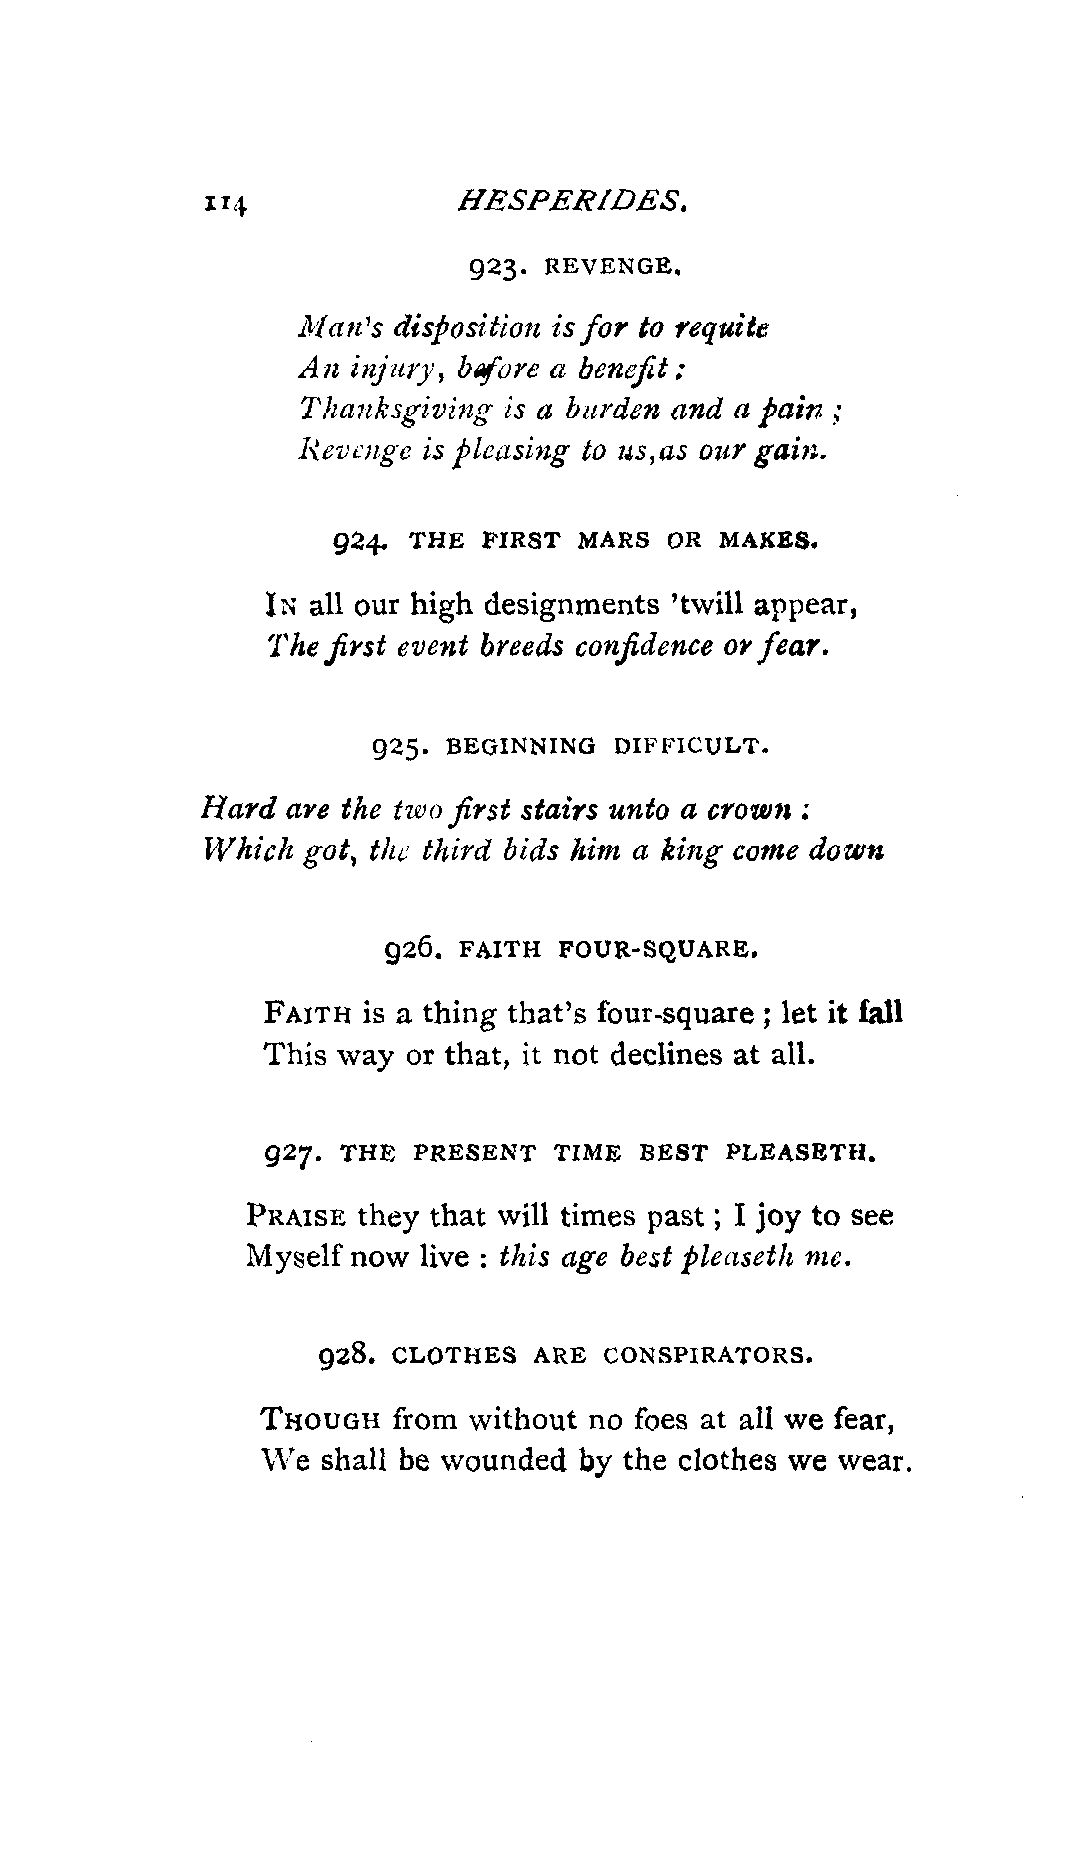 114 HESPERIDES.
923. REVENGE.
Man's disposition is for to requite
An injury, before a benefit :
Thanksgiving is a burden and a pain ;
Revenge is pleasing to us, as our gain.
924. THE FIRST MARS OR MAKES.
IN all our high designments 'twill appear,
The first event breeds confidence or fear.
925. BEGINNING DIFFICULT.
Hard are the two first stairs unto a crown :
Which got, the third bids him a king come down
926. FAITH FOUR-SQUARE.
FAITH is a thing that's four-square ; let it fall
This way or that, it not declines at all.
927. THE PRESENT TIME BEST PLEASETH.
PRAISE they that will times past ; I joy to see
Myself now live : this age best pleaseth me.
928. CLOTHES ARE CONSPIRATORS.
THOUGH from without no foes at all we fear,
We shall be wounded by the clothes we wear.